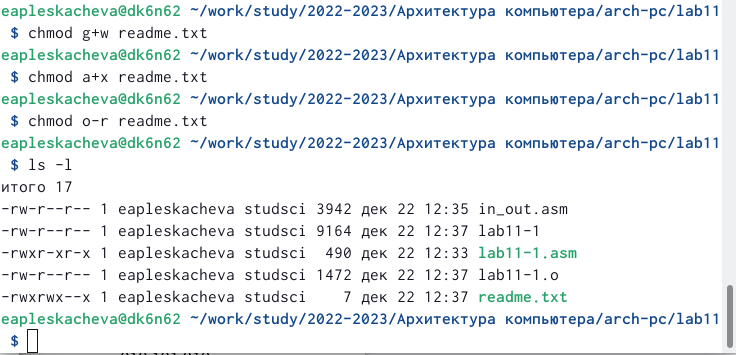 eapleskacheva@dk6n62 ~/work/study/2022-2023/Архитектура компьютера/arch-pc/lab11
$ chmod g+w readme.txt
eapleskacheva@dk6n62 ~/work/study/2022-2023/Архитектура компьютера/arch-pc/lab11
$ chmod a+x readme.txt
eapleskacheva@dk6n62 ~/work/study/2022-2023/Архитектура компьютера/arch-pc/lab11
$ chmod o-r readme.txt
eapleskacheva@dk6n62 ~/work/study/2022-2023/Архитектура компьютера/arch-pc/lab11
$ ls -l
итого 17
-rw-r--r-- 1 eapleskacheva studsci 3942 дек 22 12:35 in_out.asm
-rw-r--r-- 1 eapleskacheva studsci 9164 дек 22 12:37 lab11-1
-rwxr-xr-x 1 eapleskacheva studsci  490 дек 22 12:33 lab11-1.asm
-rw-r--r-- 1 eapleskacheva studsci 1472 дек 22 12:37 lab11-1.o
-rwxrwx--x 1 eapleskacheva studsci    7 дек 22 12:37 readme.txt
eapleskacheva@dk6n62 ~/work/study/2022-2023/Архитектура компьютера/arch-pc/lab11
$